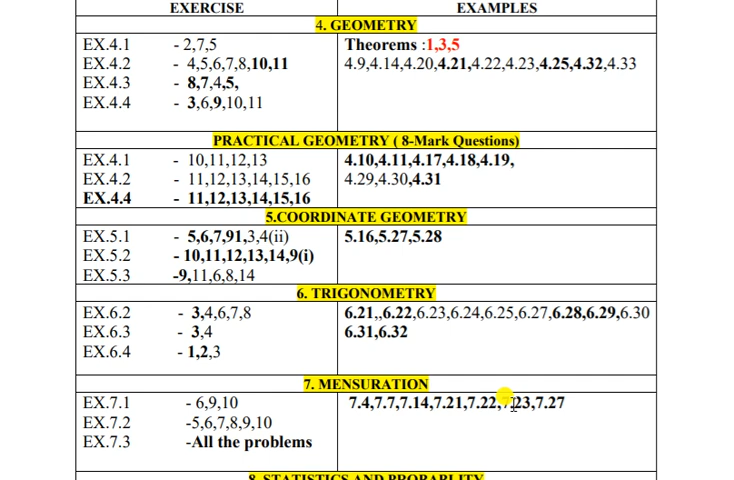 EXERCISE EXAMPLES
4. GEOMETRY
EX.4.1 - 2,7,5 Theorems :1,3,5
EX.4.2 - 4,5,6,7,8,10,11 4.9,4.14,4.20,4.21,4.22,4.23,4.25,4.32,4.33
EX.4.3 - 8,7,4,5,
EX.4.4 - 3,6,9,10,11
PRACTICAL GEOMETRY ( 8-Mark Questions)
EX.4.1 - 10,11,12,13 4.10,4.11,4.17,4.18,4.19,
EX.4.2 - 11,12,13,14,15,16 4.29,4.30,4.31
EX.4.4 - 11,12,13,14,15,16
5.COORDINATE GEOMETRY
EX.5.1 - 5,6,7,91,3,4(ii) 5.16,5.27,5.28
EX.5.2 - 10,11,12,13,14,9(i)
EX.5.3 -9,11,6,8,14
6. TRIGONOMETRY
EX.6.2 - 3,4,6,7,8 6.21,,6.22,6.23,6.24,6.25,6.27,6.28,6.29,6.30
EX.6.3 - 3,4 6.31,6.32
EX.6.4 - 1,2,3
7. MENSURATION
EX.7.1 - 6,9,10 7.4,7.7,7.14,7.21,7.22,7.23,7.27
EX.7.2 -5,6,7,8,9,10
EX.7.3 -All the problems
8. STATISTICS AND PROBABLITY